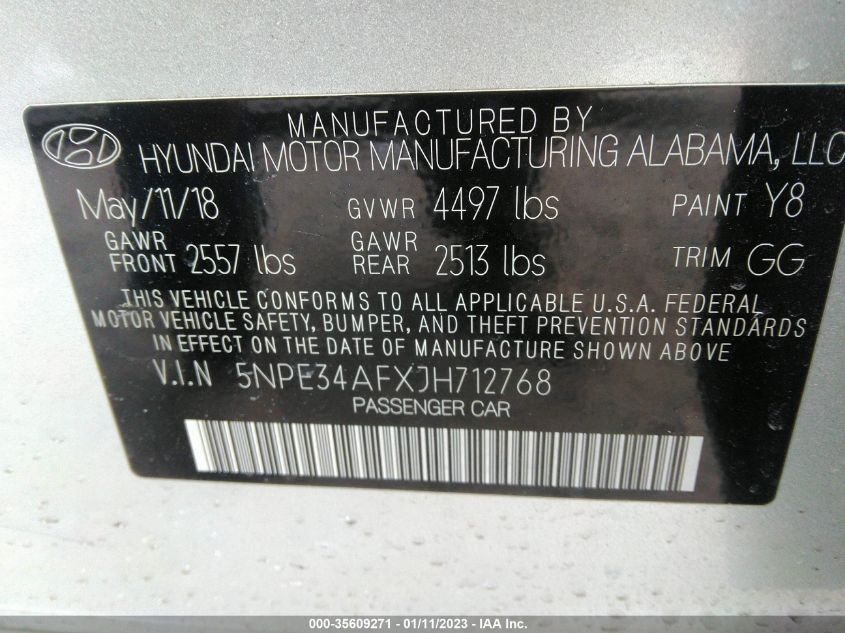 MANUFACTURED BY
HYUNDAI MOTOR MANUFACTURING ALABAMA, LLC
May/11/18 GVWR 4497 lbs PAINT Y8
GAWR FRONT 2557 lbs GAWR REAR 2513 lbs TRIM GG
THIS VEHICLE CONFORMS TO ALL APPLICABLE U.S.A. FEDERAL
MOTOR VEHICLE SAFETY, BUMPER, AND THEFT PREVENTION STANDARDS
IN EFFECT ON THE DATE OF MANUFACTURE SHOWN ABOVE
V.I.N 5NPE34AFXJH712768
PASSENGER CAR
000-35609271 - 01/11/2023 - IAA Inc.